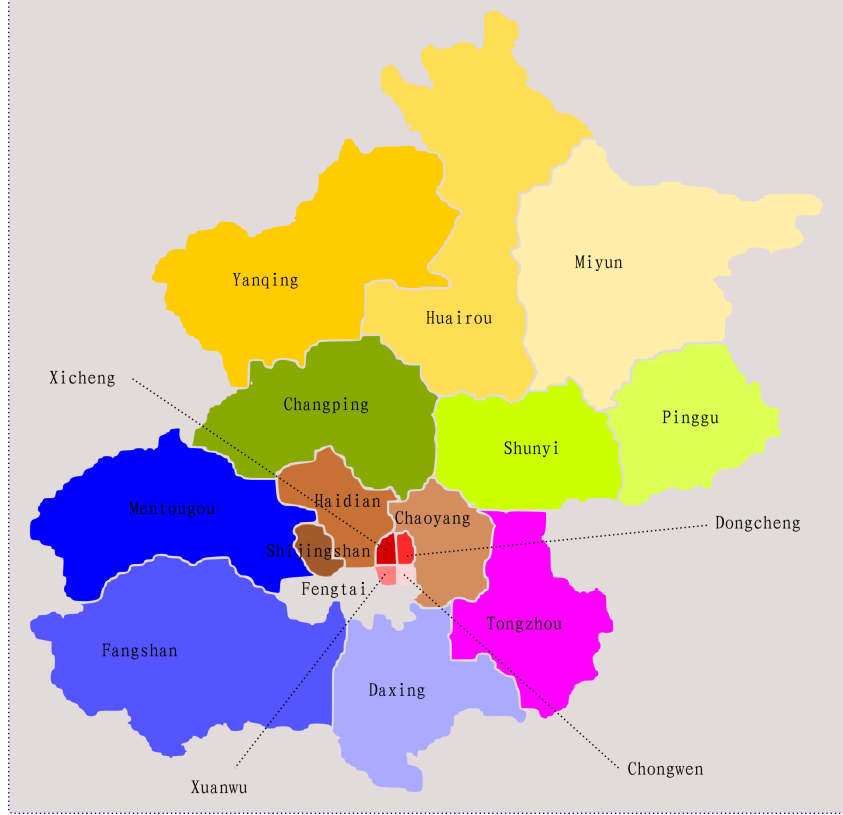 Miyun
Yanqing
Huairou
Xicheng
Changping
Pinggu
Shunyi
Haidian
Mentougou
Chaoyang
Dongcheng
Shijingshan
Fengtai
Tongzhou
Fangshan
Daxing
Chongwen
Xuanwu